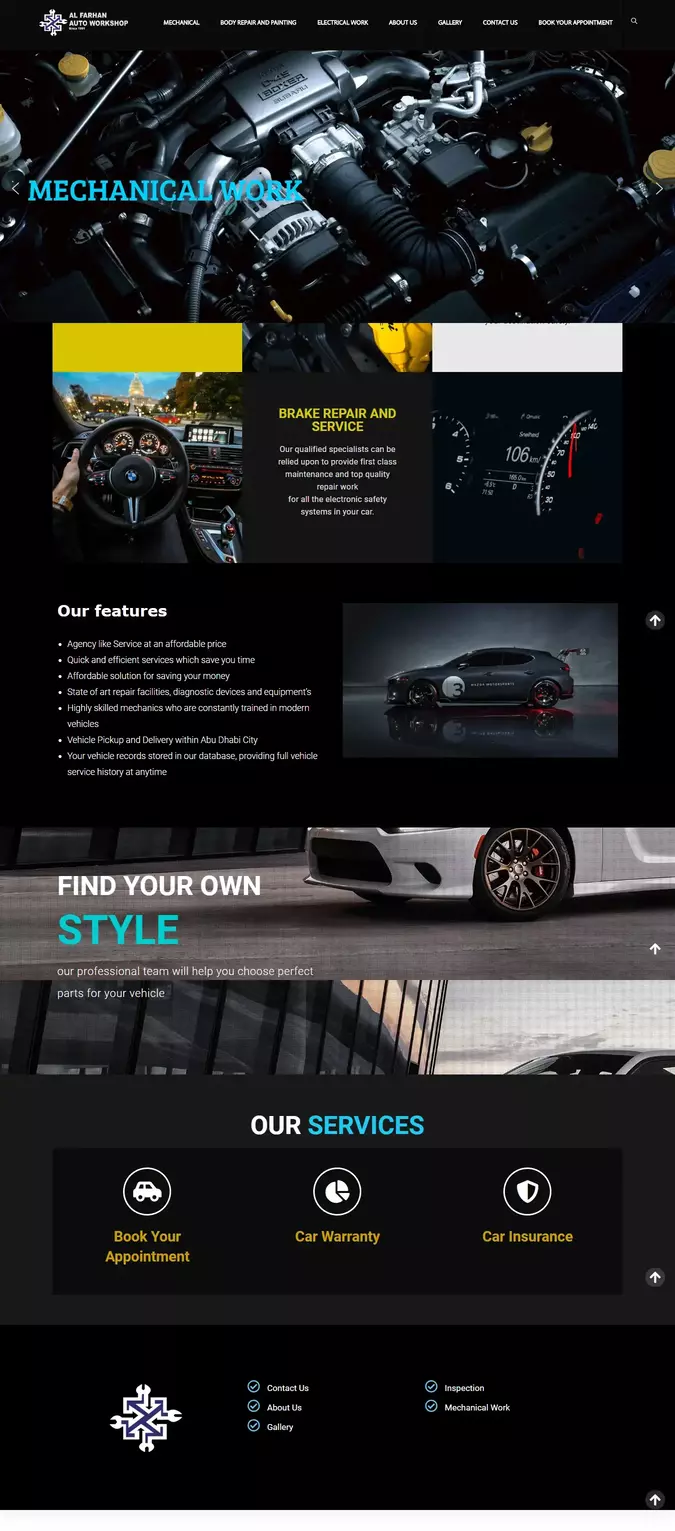 AL FARHAN
AUTO WORKSHOP
Since 1991
MECHANICAL
BODY REPAIR AND PAINTING
ELECTRICAL WORK
ABOUT US
GALLERY
CONTACT US
BOOK YOUR APPOINTMENT
BOXER
SUBARU
MECHANICAL WORK
BRAKE REPAIR AND
SERVICE
Our qualified specialists can be
relied upon to provide first class
maintenance and top quality
repair work
for all the electronic safety
systems in your car.
106 km/h
Our features
Agency like Service at an affordable price
Quick and efficient services which save you time
Affordable solution for saving your money
State of art repair facilities, diagnostic devices and equipment's
Highly skilled mechanics who are constantly trained in modern
vehicles
Vehicle Pickup and Delivery within Abu Dhabi City
Your vehicle records stored in our database, providing full vehicle
service history at anytime
3
MAZDA MOTORSPORTS
FIND YOUR OWN
STYLE
our professional team will help you choose perfect
parts for your vehicle
OUR SERVICES
Book Your
Appointment
Car Warranty
Car Insurance
Contact Us
About Us
Gallery
Inspection
Mechanical Work